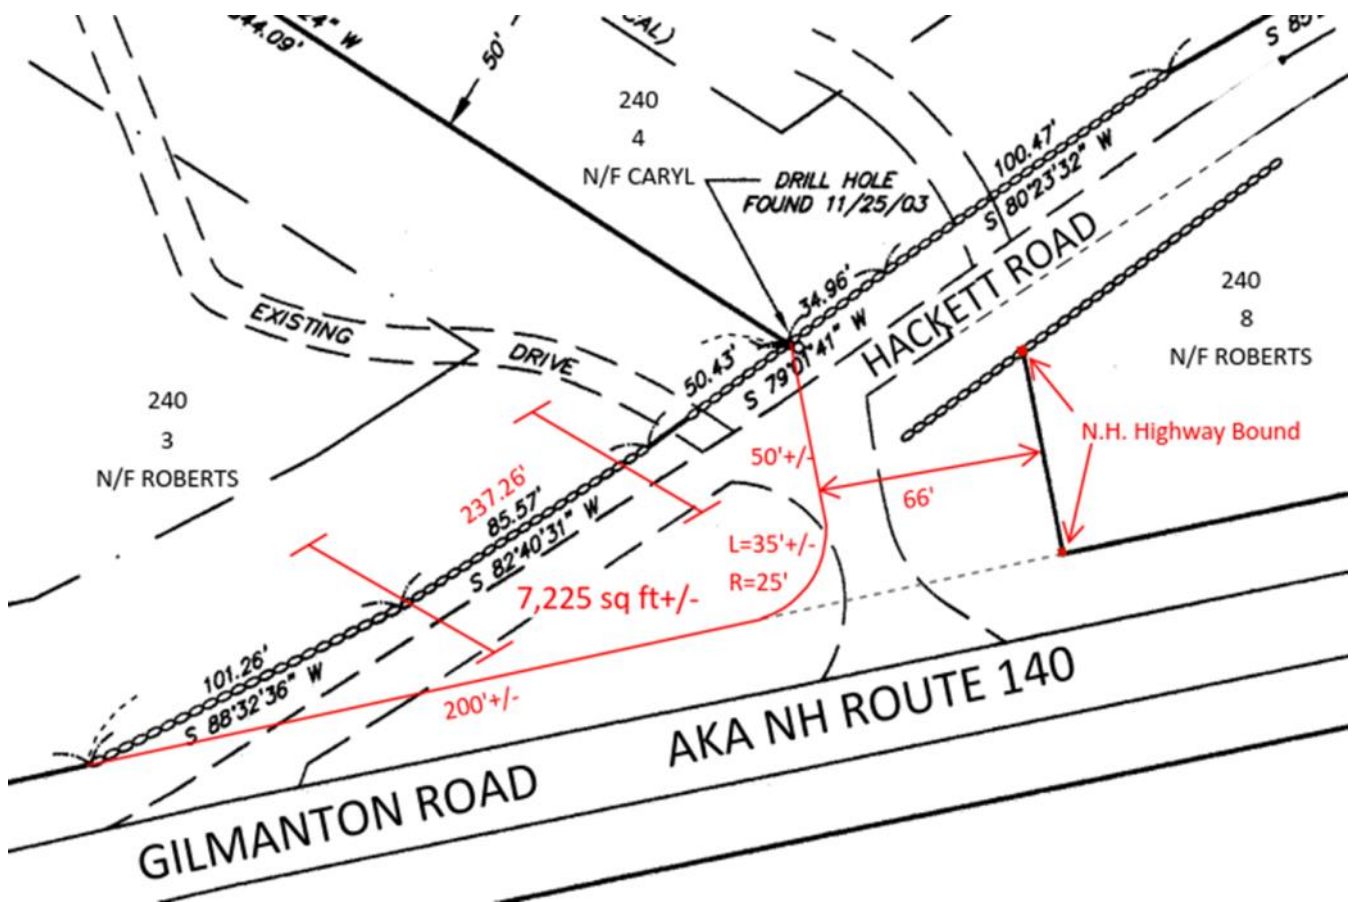 44.09'
50'
240
4
N/F CARYL
DRILL HOLE
FOUND 11/25/03
100.47'
S 80°23'32" W
HACKETT ROAD
34.96'
S 79°01'41" W
50.43'
240
8
N/F ROBERTS
EXISTING
DRIVE
240
3
N/F ROBERTS
N.H. Highway Bound
50'+/-
66'
237.26'
85.57'
S 82°40'31" W
L=35'+/-
R=25'
7,225 sq ft+/-
101.26'
S 88°32'36" W
200'+/-
AKA NH ROUTE 140
GILMANTON ROAD